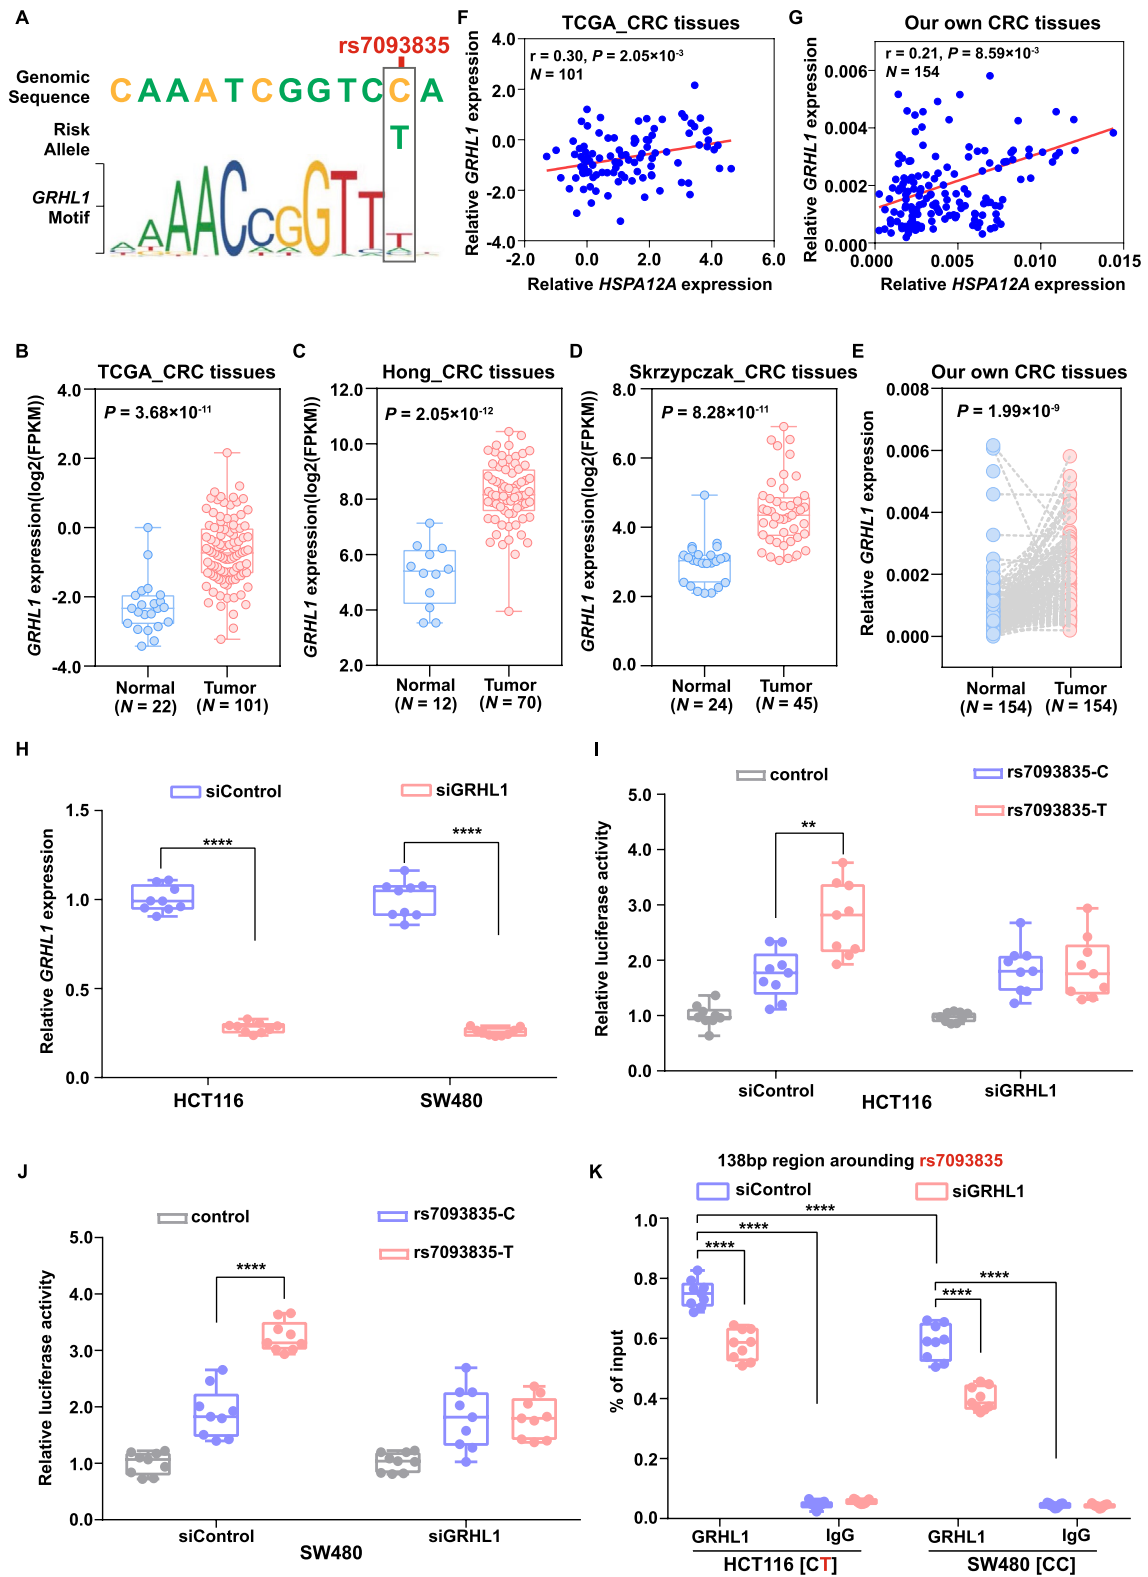 A
rs7093835
Genomic
Sequence
CAAATCGGTCCA
Risk
Allele
T
GRHL1
Motif
AAAACCGGTTT
F
TCGA_CRC tissues
r = 0.30, P = 2.05×10-3
N = 101
Relative GRHL1 expression
4.0
2.0
0.0
-2.0
-4.0
-2.0 0.0 2.0 4.0 6.0
Relative HSPA12A expression
G
Our own CRC tissues
r = 0.21, P = 8.59×10-3
N = 154
Relative GRHL1 expression
0.006
0.004
0.002
0.000
0.000 0.005 0.010 0.015
Relative HSPA12A expression
B
TCGA_CRC tissues
P = 3.68×10-11
GRHL1 expression(log2(FPKM))
4.0
2.0
0.0
-2.0
-4.0
Normal Tumor
(N = 22) (N = 101)
C
Hong_CRC tissues
P = 2.05×10-12
GRHL1 expression(log2(FPKM))
12.0
10.0
8.0
6.0
4.0
2.0
Normal Tumor
(N = 12) (N = 70)
D
Skrzypczak_CRC tissues
P = 8.28×10-11
GRHL1 expression(log2(FPKM))
8.0
6.0
4.0
2.0
0.0
Normal Tumor
(N = 24) (N = 45)
E
Our own CRC tissues
P = 1.99×10-9
Relative GRHL1 expression
0.008
0.006
0.004
0.002
0.000
Normal Tumor
(N = 154) (N = 154)
H
siControl siGRHL1
Relative GRHL1 expression
1.5
1.0
0.5
0.0
**** ****
HCT116 SW480
I
control rs7093835-C
rs7093835-T
Relative luciferase activity
5.0
4.0
3.0
2.0
1.0
0.0
**
siControl siGRHL1
HCT116
J
control rs7093835-C
rs7093835-T
Relative luciferase activity
5.0
4.0
3.0
2.0
1.0
0.0
****
siControl siGRHL1
SW480
K
138bp region arounding rs7093835
siControl siGRHL1
% of input
1.0
0.8
0.6
0.4
0.2
0.0
****
****
****
****
****
GRHL1 IgG GRHL1 IgG
HCT116 [CT] SW480 [CC]